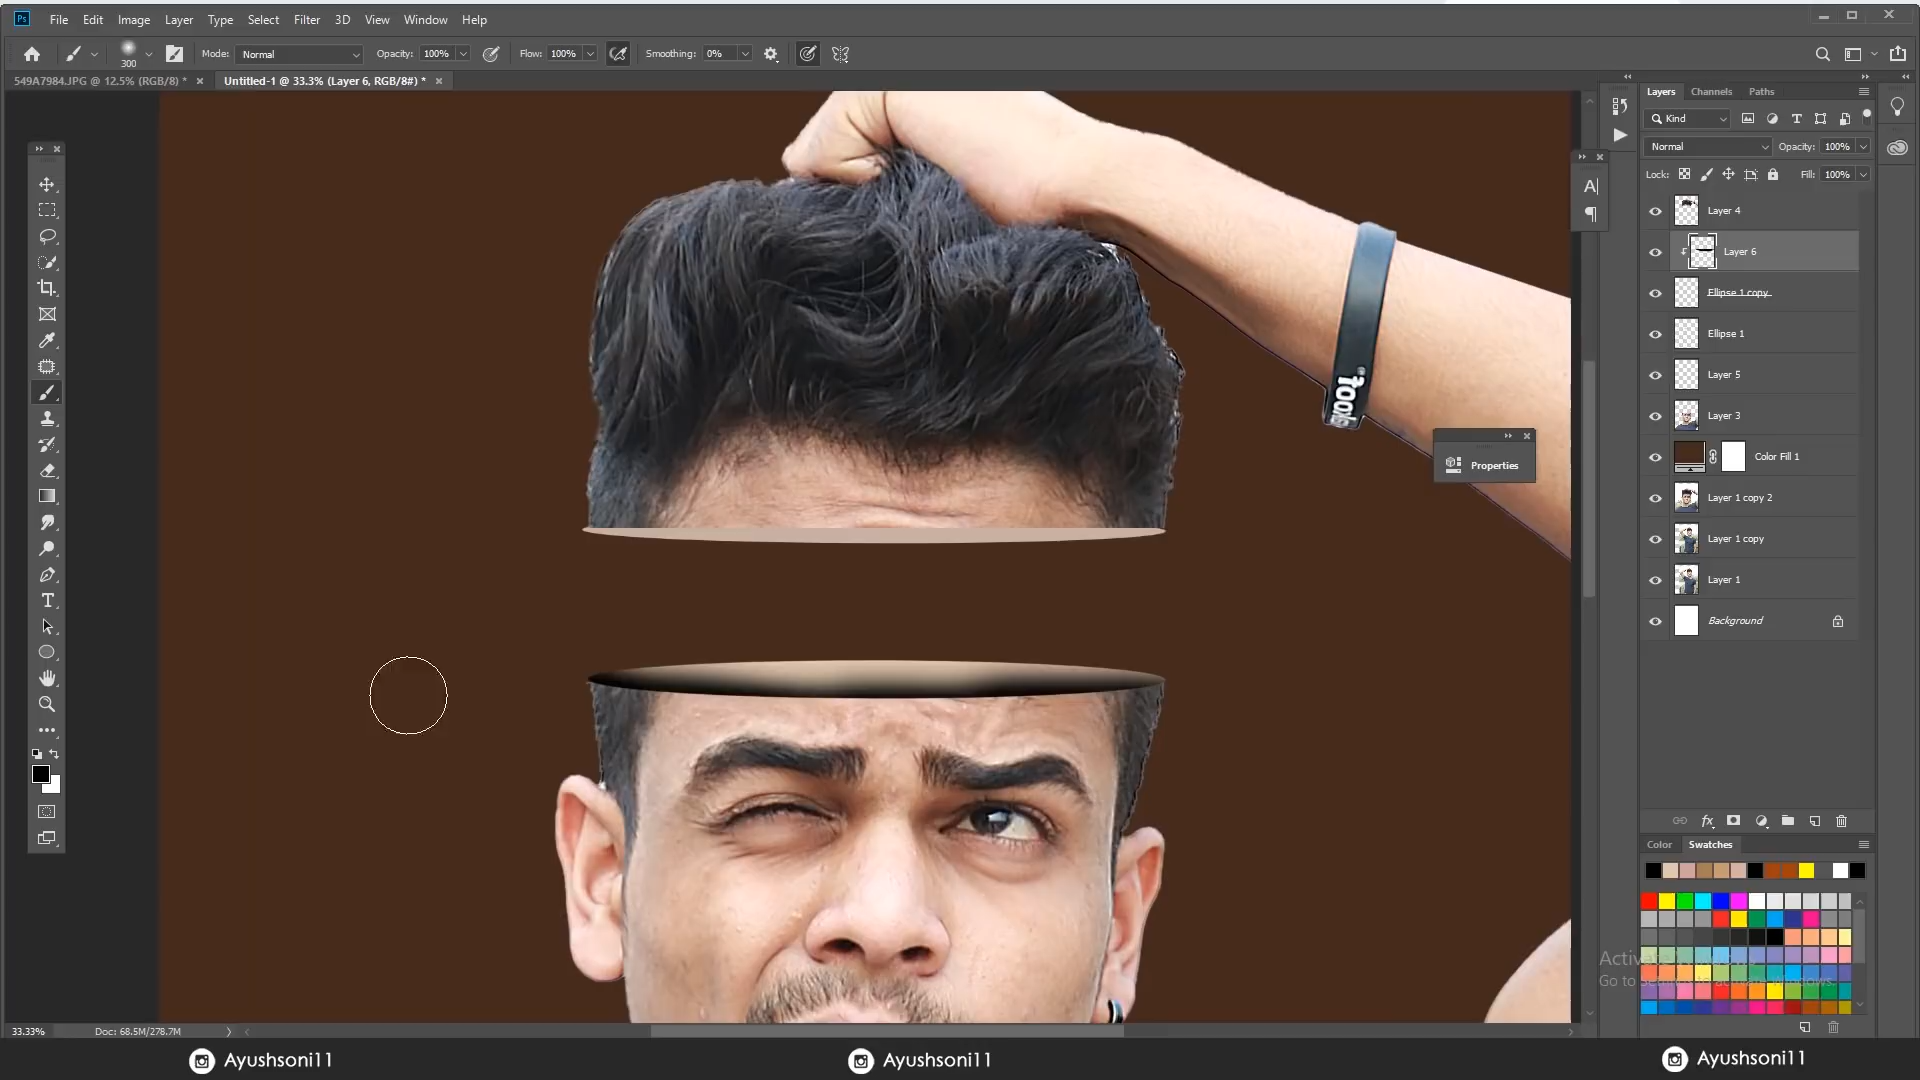 Ps File Edit Image Layer Type Select Filter 3D View Window Help
300 Mode: Normal Opacity: 100% Flow: 100% Smoothing: 0%
549A7984.JPG @ 12.5% (RGB/8) * × Untitled-1 @ 33.3% (Layer 6, RGB/8#) * ×
Layers Channels Paths
Kind
Normal Opacity: 100%
Lock: Fill: 100%
Layer 4
Layer 6
Ellipse 1 copy
Ellipse 1
Layer 5
Layer 3
Color Fill 1
Layer 1 copy 2
Layer 1 copy
Layer 1
Background
Properties
fx
Color Swatches
33.33% Doc: 68.5M/278.7M
Ayushsoni11 Ayushsoni11 Ayushsoni11